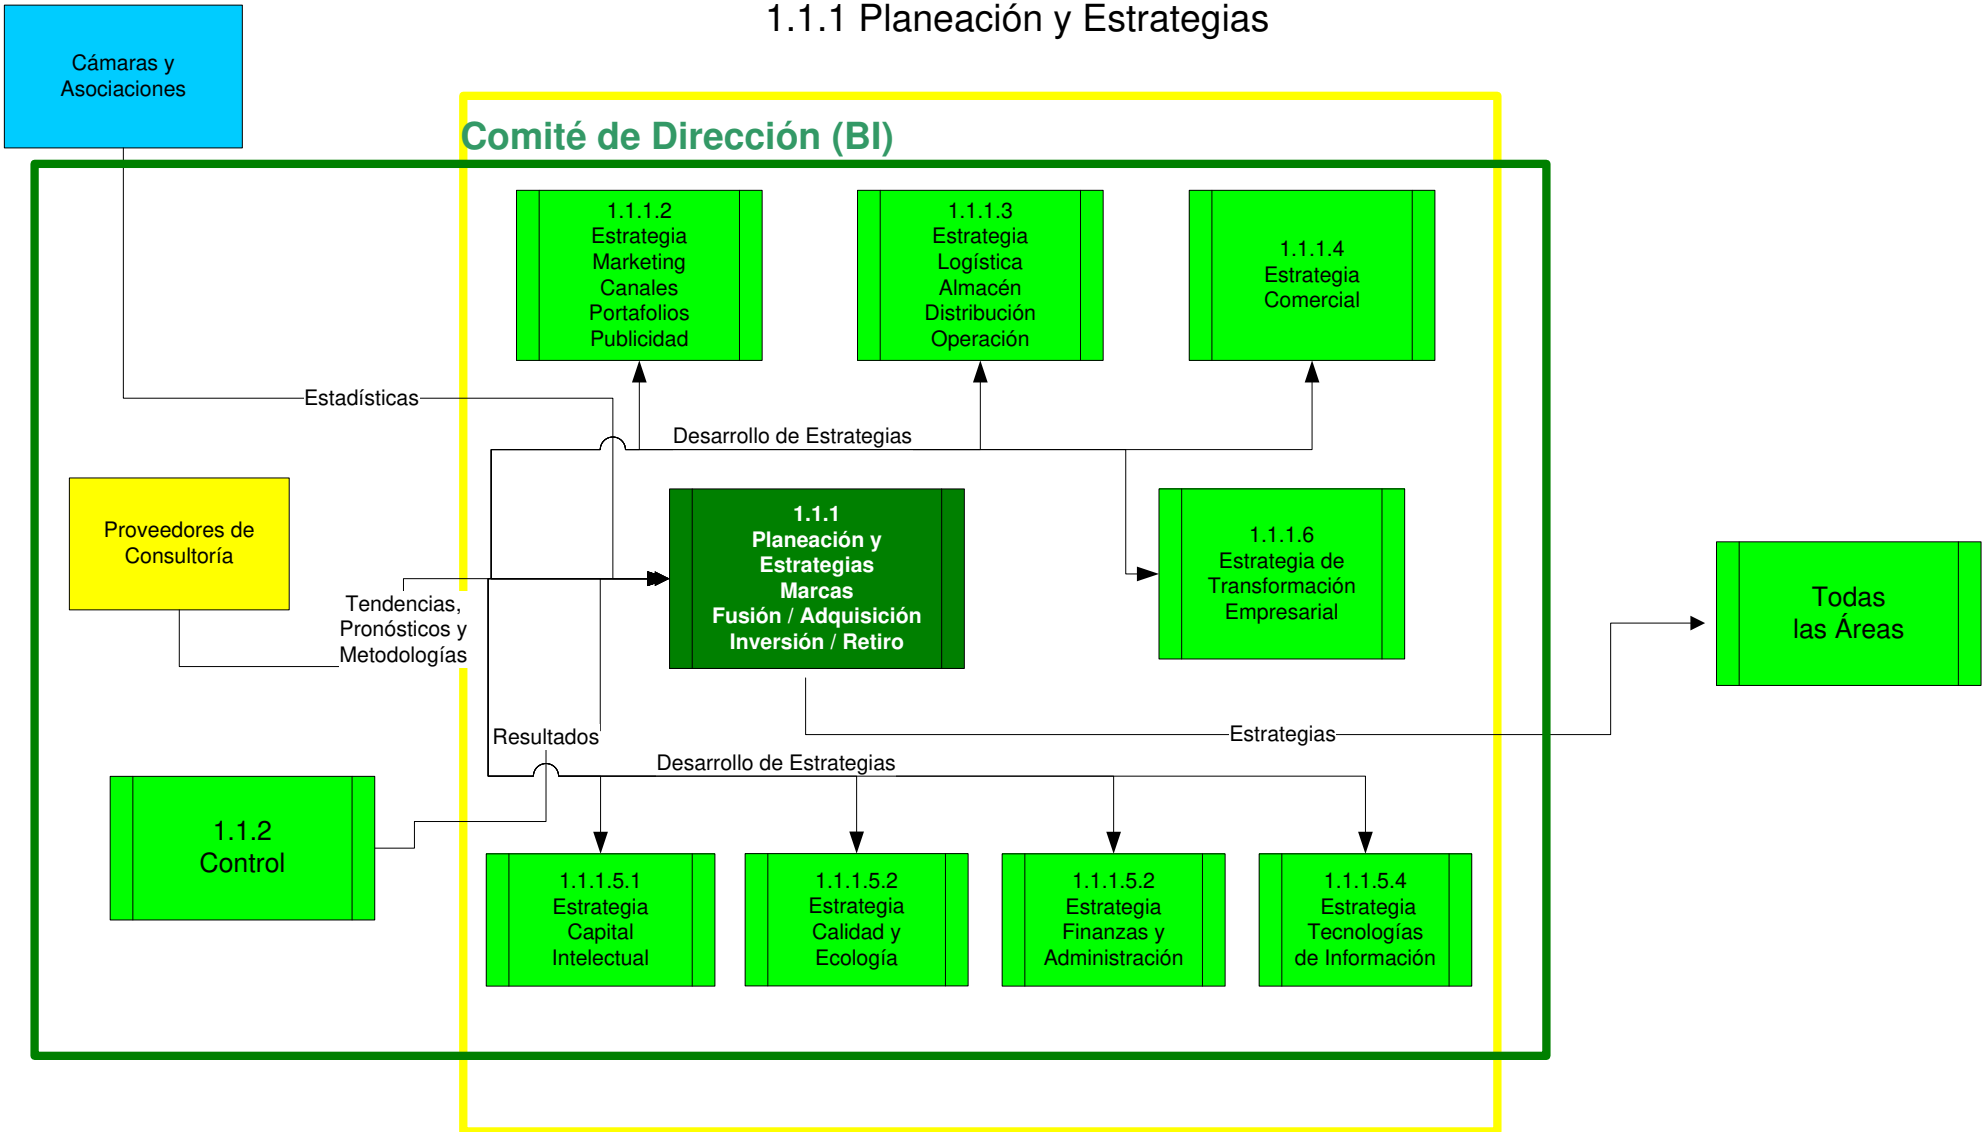 1.1.1 Planeación y Estrategias
Cámaras y
Asociaciones
Comité de Dirección (BI)
1.1.1.2
Estrategia
Marketing
Canales
Portafolios
Publicidad
1.1.1.3
Estrategia
Logística
Almacén
Distribución
Operación
1.1.1.4
Estrategia
Comercial
Estadísticas
Desarrollo de Estrategias
Proveedores de
Consultoría
1.1.1
Planeación y
Estrategias
Marcas
Fusión / Adquisición
Inversión / Retiro
1.1.1.6
Estrategia de
Transformación
Empresarial
Todas
las Áreas
Tendencias,
Pronósticos y
Metodologías
Resultados
Estrategias
Desarrollo de Estrategias
1.1.2
Control
1.1.1.5.1
Estrategia
Capital
Intelectual
1.1.1.5.2
Estrategia
Calidad y
Ecología
1.1.1.5.2
Estrategia
Finanzas y
Administración
1.1.1.5.4
Estrategia
Tecnologías
de Información